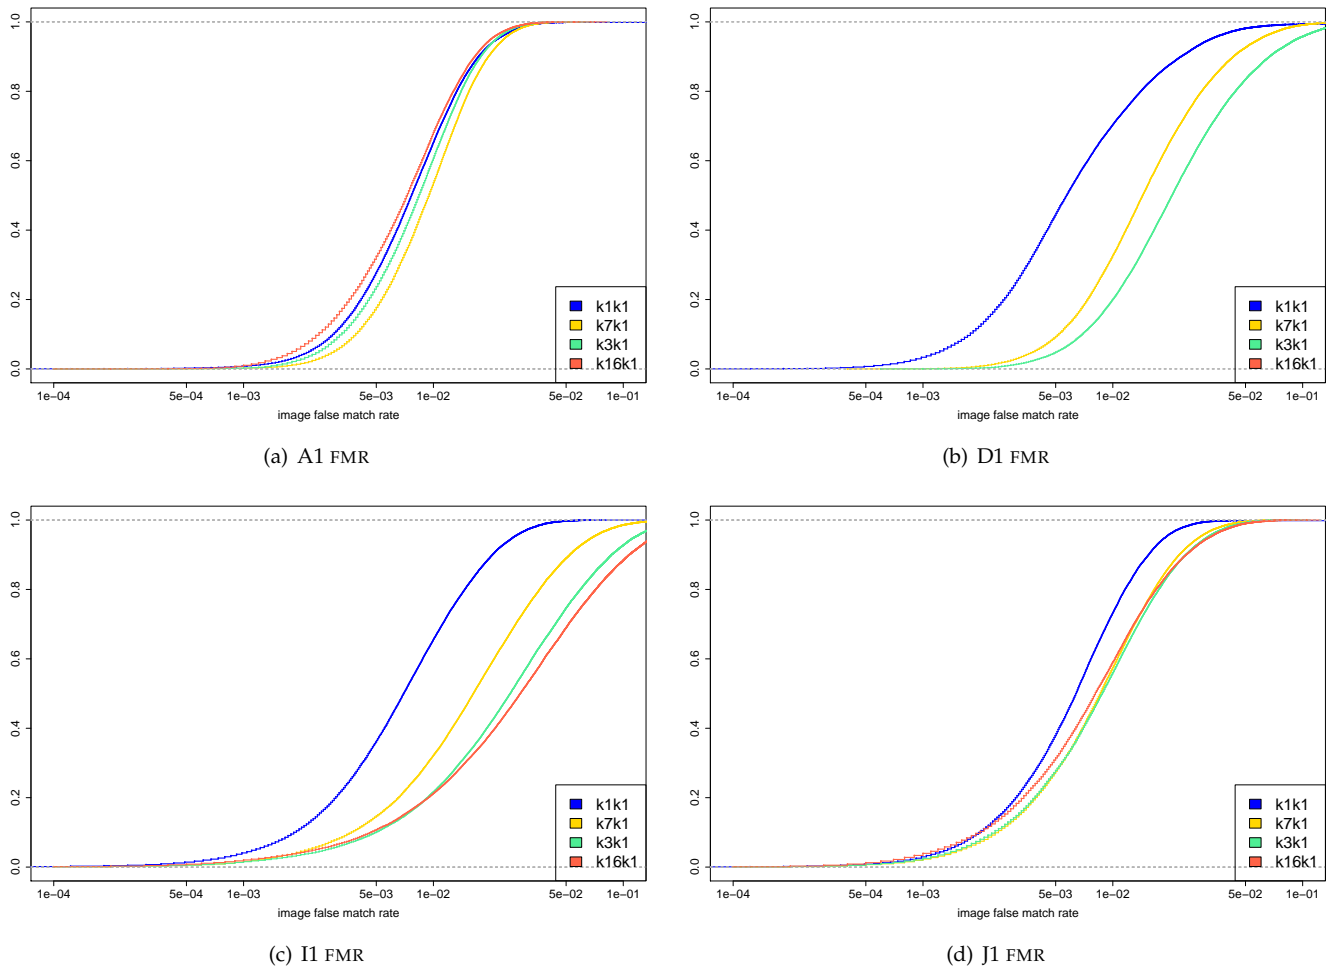 1.0
0.8
0.6
0.4
0.2
0.0
k1k1
k7k1
k3k1
k16k1
1e−04 5e−04 1e−03 5e−03 1e−02 5e−02 1e−01
image false match rate
(a) A1 FMR
1.0
0.8
0.6
0.4
0.2
0.0
k1k1
k7k1
k3k1
k16k1
1e−04 5e−04 1e−03 5e−03 1e−02 5e−02 1e−01
image false match rate
(b) D1 FMR
1.0
0.8
0.6
0.4
0.2
0.0
k1k1
k7k1
k3k1
k16k1
1e−04 5e−04 1e−03 5e−03 1e−02 5e−02 1e−01
image false match rate
(c) I1 FMR
1.0
0.8
0.6
0.4
0.2
0.0
k1k1
k7k1
k3k1
k16k1
1e−04 5e−04 1e−03 5e−03 1e−02 5e−02 1e−01
image false match rate
(d) J1 FMR